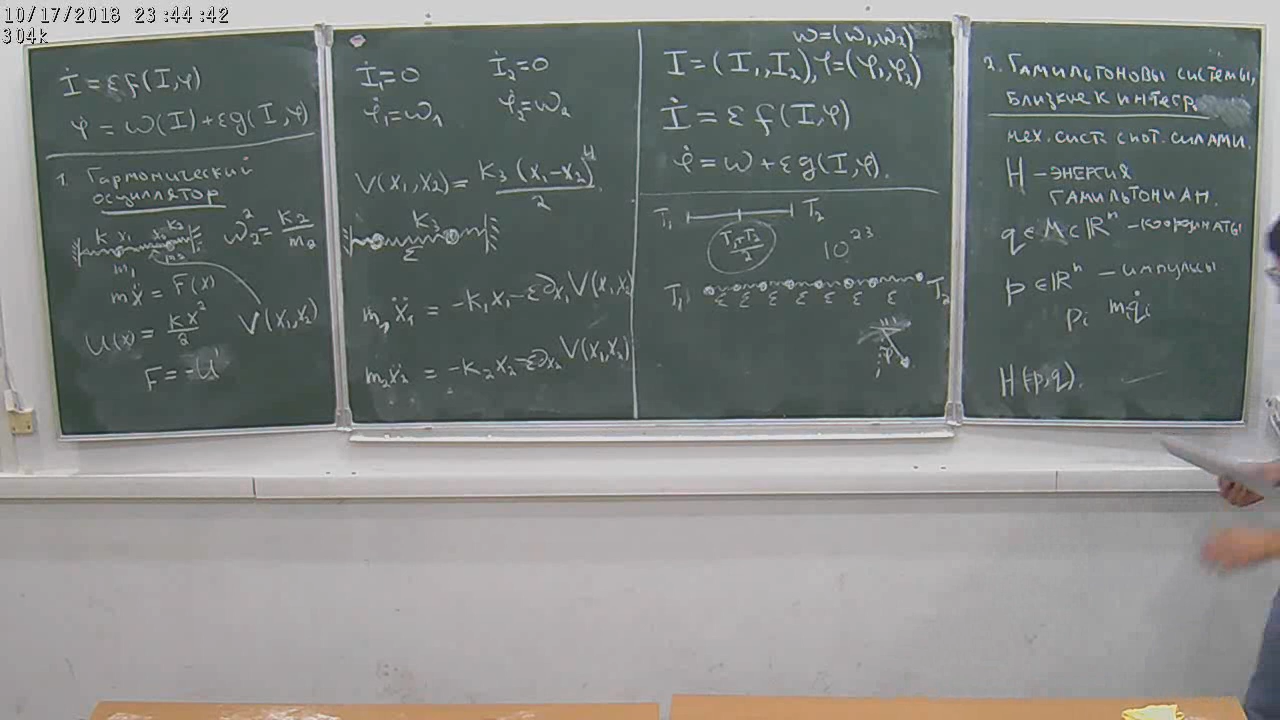 10/17/2018 23:44:42
304k
İ = εf(I,φ)
φ̇ = ω(I) + εg(I,φ)
1. Гармонический
осциллятор
K x₁ x₂ K₂
m₁ m₂
ω₂² = K₂/m₂
mẍ = F(x)
U(x) = Kx²/2
V(x₁,x₂)
F = -U'
İ₁ = 0 İ₂ = 0
φ̇₁ = ω₁ φ̇₂ = ω₂
V(x₁,x₂) = K₃(x₁-x₂)⁴/2
K₃
ε
m₁ẍ₁ = -K₁x₁ - ε∂x₁V(x₁,x₂)
m₂ẍ₂ = -K₂x₂ - ε∂x₂V(x₁,x₂)
ω = (ω₁,ω₂)
I = (I₁,I₂), φ = (φ₁,φ₂)
İ = εf(I,φ)
φ̇ = ω + εg(I,φ).
T₁ T₂
T₁+T₂/2 10²³
T₁ T₂
ε ε ε ε ε ε
φ
2. Гамильтоновы системы,
близкие к интегр.
мех. сист. с пот. силами.
H – энергия
гамильтониан.
q ∈ M ⊂ ℝⁿ – координаты
p ∈ ℝⁿ – импульсы
pᵢ mq̇ᵢ
H(p,q).